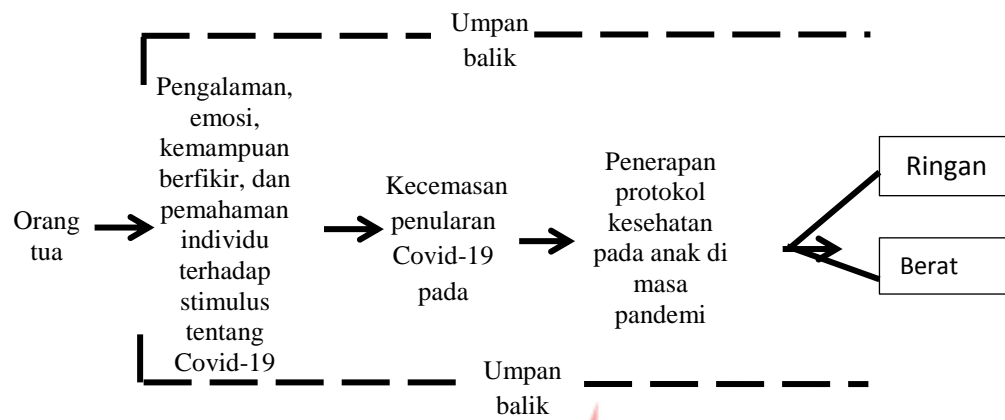 Umpan
balik
Orang
tua
Pengalaman,
emosi,
kemampuan
berfikir, dan
pemahaman
individu
terhadap
stimulus
tentang
Covid-19
Kecemasan
penularan
Covid-19
pada
Penerapan
protokol
kesehatan
pada anak di
masa
pandemi
Ringan
Berat
Umpan
balik